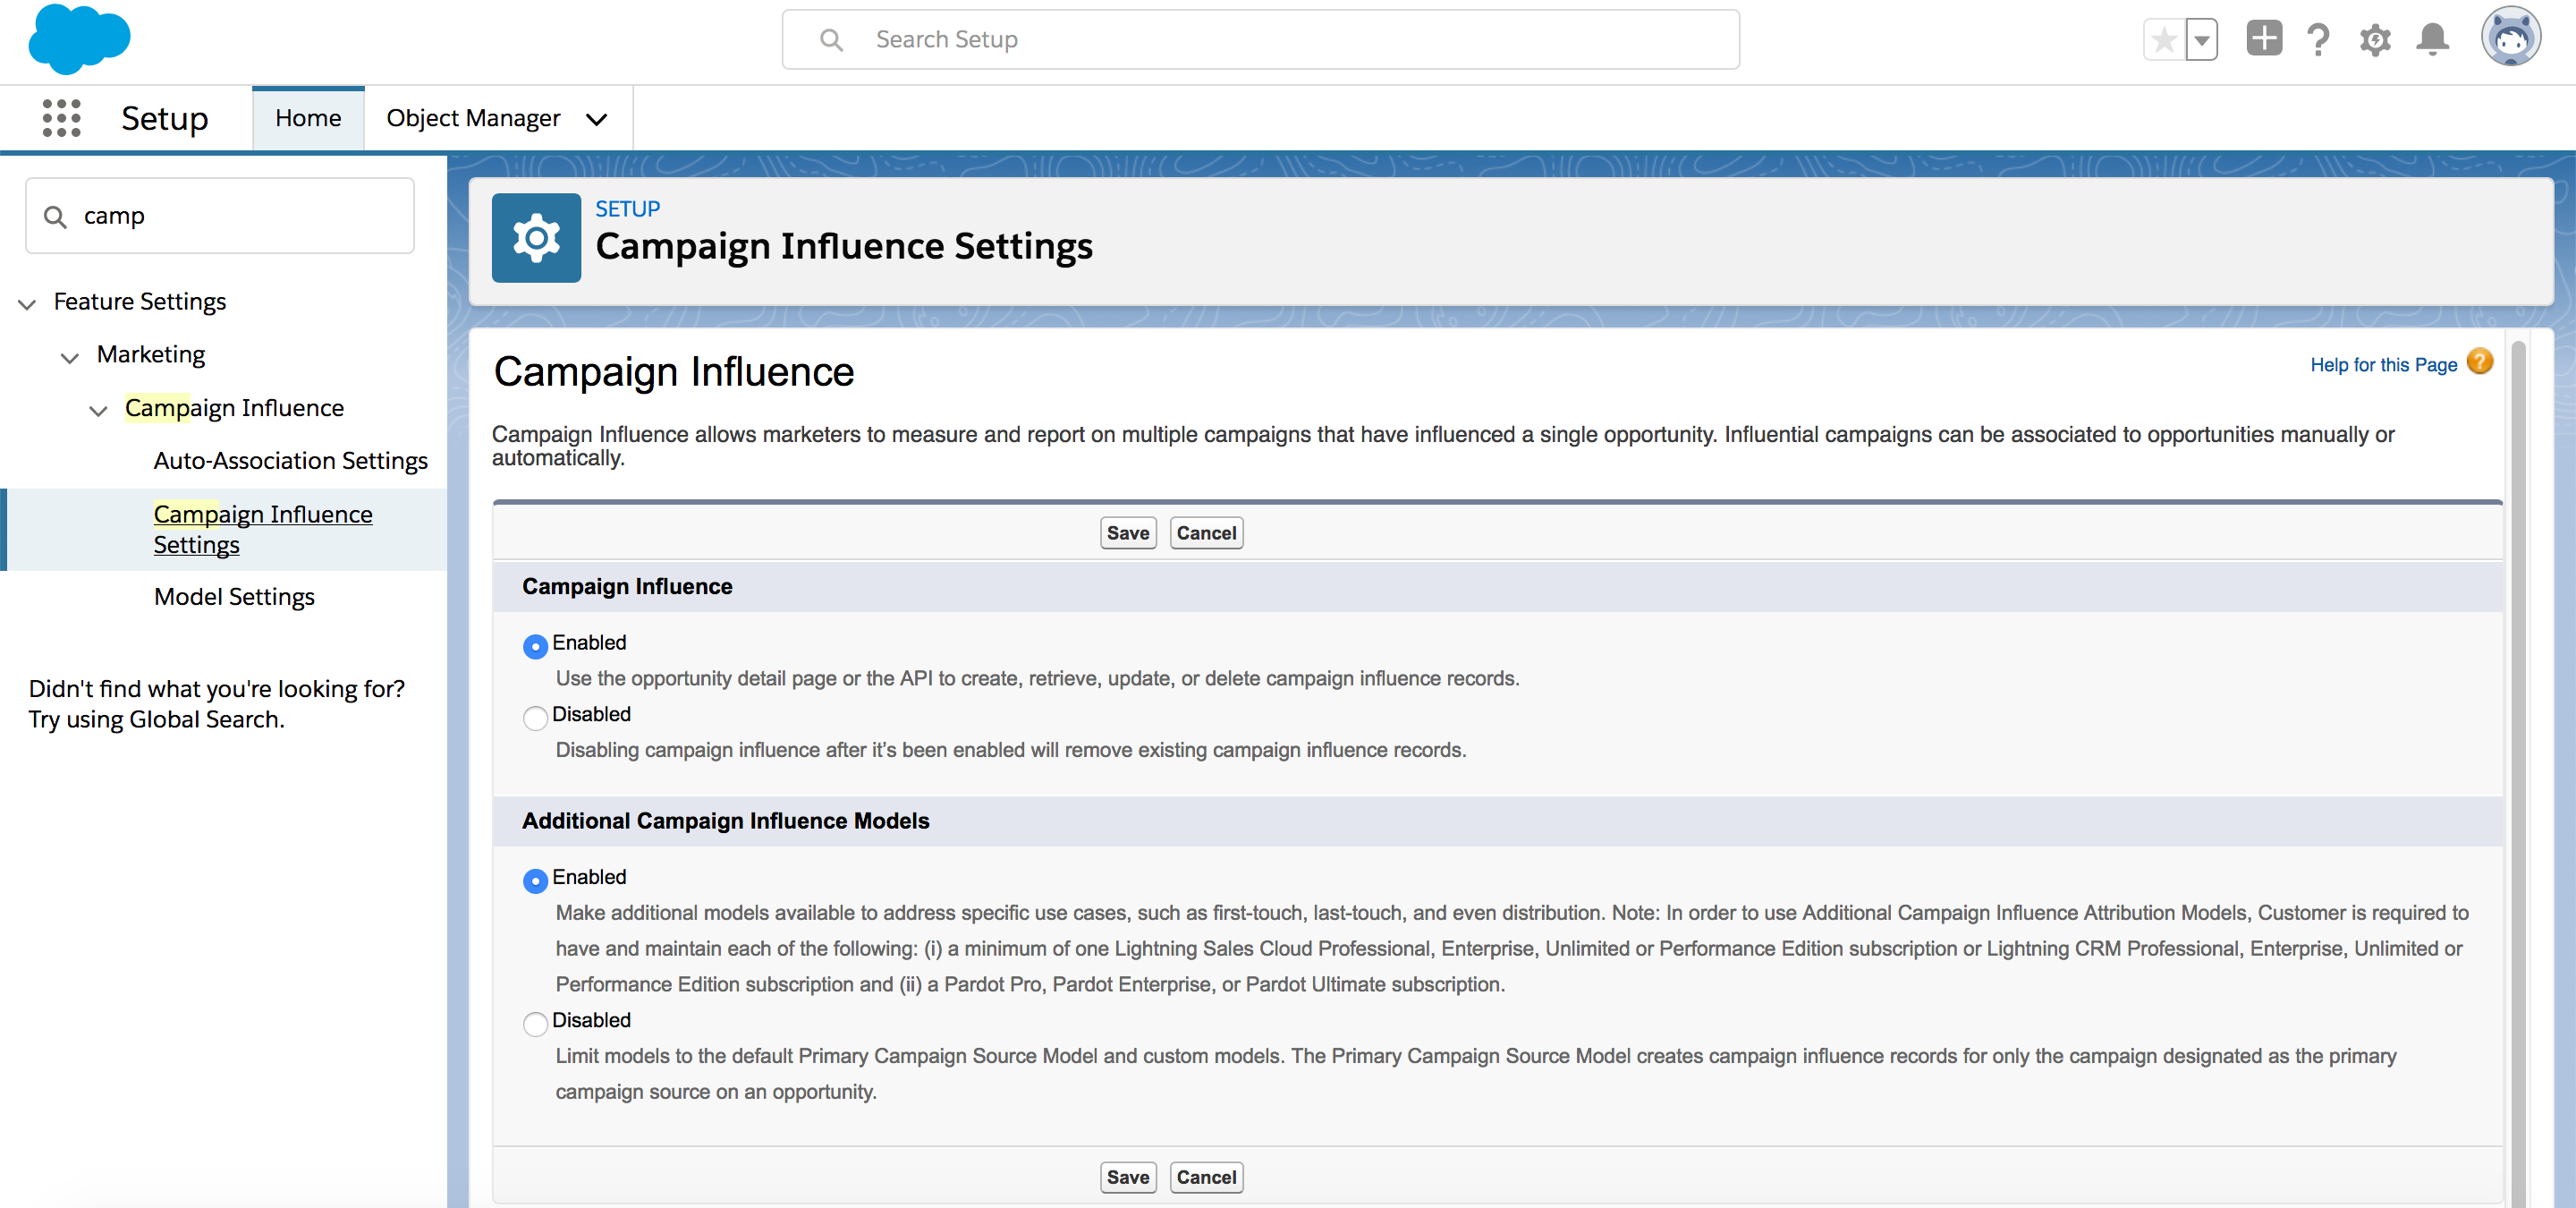 Search Setup
Setup
Home
Object Manager
camp
Feature Settings
Marketing
Campaign Influence
Auto-Association Settings
Campaign Influence
Settings
Model Settings
Didn't find what you're looking for?
Try using Global Search.
SETUP
Campaign Influence Settings
Campaign Influence
Help for this Page
Campaign Influence allows marketers to measure and report on multiple campaigns that have influenced a single opportunity. Influential campaigns can be associated to opportunities manually or
automatically.
Save Cancel
Campaign Influence
Enabled
Use the opportunity detail page or the API to create, retrieve, update, or delete campaign influence records.
Disabled
Disabling campaign influence after it’s been enabled will remove existing campaign influence records.
Additional Campaign Influence Models
Enabled
Make additional models available to address specific use cases, such as first-touch, last-touch, and even distribution. Note: In order to use Additional Campaign Influence Attribution Models, Customer is required to
have and maintain each of the following: (i) a minimum of one Lightning Sales Cloud Professional, Enterprise, Unlimited or Performance Edition subscription or Lightning CRM Professional, Enterprise, Unlimited or
Performance Edition subscription and (ii) a Pardot Pro, Pardot Enterprise, or Pardot Ultimate subscription.
Disabled
Limit models to the default Primary Campaign Source Model and custom models. The Primary Campaign Source Model creates campaign influence records for only the campaign designated as the primary
campaign source on an opportunity.
Save Cancel